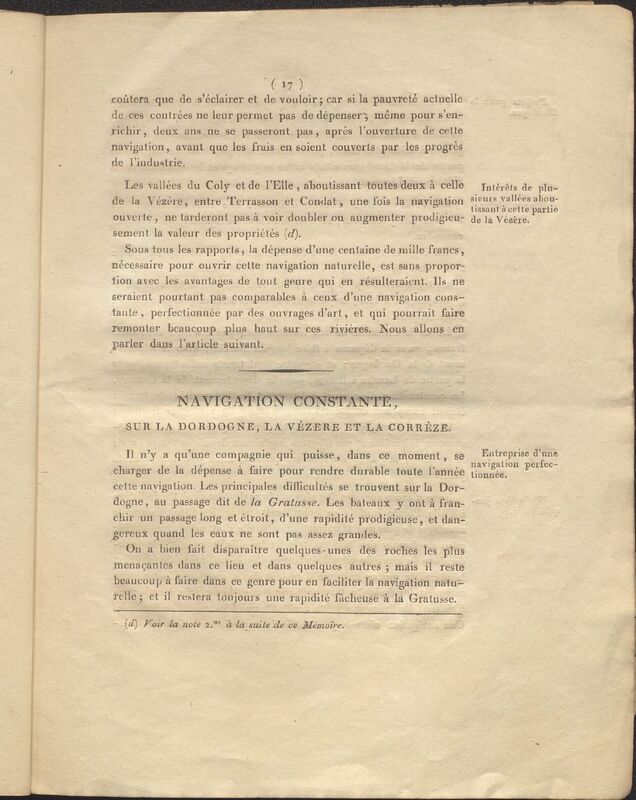 ( 17 )
coûtera que de s'éclairer et de vouloir; car si la pauvreté actuelle
de ces contrées ne leur permet pas de dépenser, même pour s'en-
richir, deux ans ne se passeront pas, après l'ouverture de cette
navigation, avant que les frais en soient couverts par les progrès
de l'industrie.
Les vallées du Coly et de l'Elle, aboutissant toutes deux à celle
de la Vézère, entre Terrasson et Condat, une fois la navigation
ouverte, ne tarderont pas à voir doubler ou augmenter prodigieu-
sement la valeur des propriétés (d).
Intérêts de plu-
sieurs vallées abou-
tissant à cette partie
de la Vézère.
Sous tous les rapports, la dépense d'une centaine de mille francs,
nécessaire pour ouvrir cette navigation naturelle, est sans propor-
tion avec les avantages de tout genre qui en résulteraient. Ils ne
seraient pourtant pas comparables à ceux d'une navigation cons-
tante, perfectionnée par des ouvrages d'art, et qui pourrait faire
remonter beaucoup plus haut sur ces rivières. Nous allons en
parler dans l'article suivant.
NAVIGATION CONSTANTE,
SUR LA DORDOGNE, LA VÉZERE ET LA CORRÈZE.
Il n'y a qu'une compagnie qui puisse, dans ce moment, se
charger de la dépense à faire pour rendre durable toute l'année
cette navigation. Les principales difficultés se trouvent sur la Dor-
dogne, au passage dit de la Gratusse. Les bateaux y ont à fran-
chir un passage long et étroit, d'une rapidité prodigieuse, et dan-
gereux quand les eaux ne sont pas assez grandes.
Entreprise d'une
navigation perfec-
tionnée.
On a bien fait disparaître quelques-unes des roches les plus
menaçantes dans ce lieu et dans quelques autres; mais il reste
beaucoup à faire dans ce genre pour en faciliter la navigation natu-
relle; et il restera toujours une rapidité fâcheuse à la Gratusse.
(d) Voir la note 2.me à la suite de ce Mémoire.